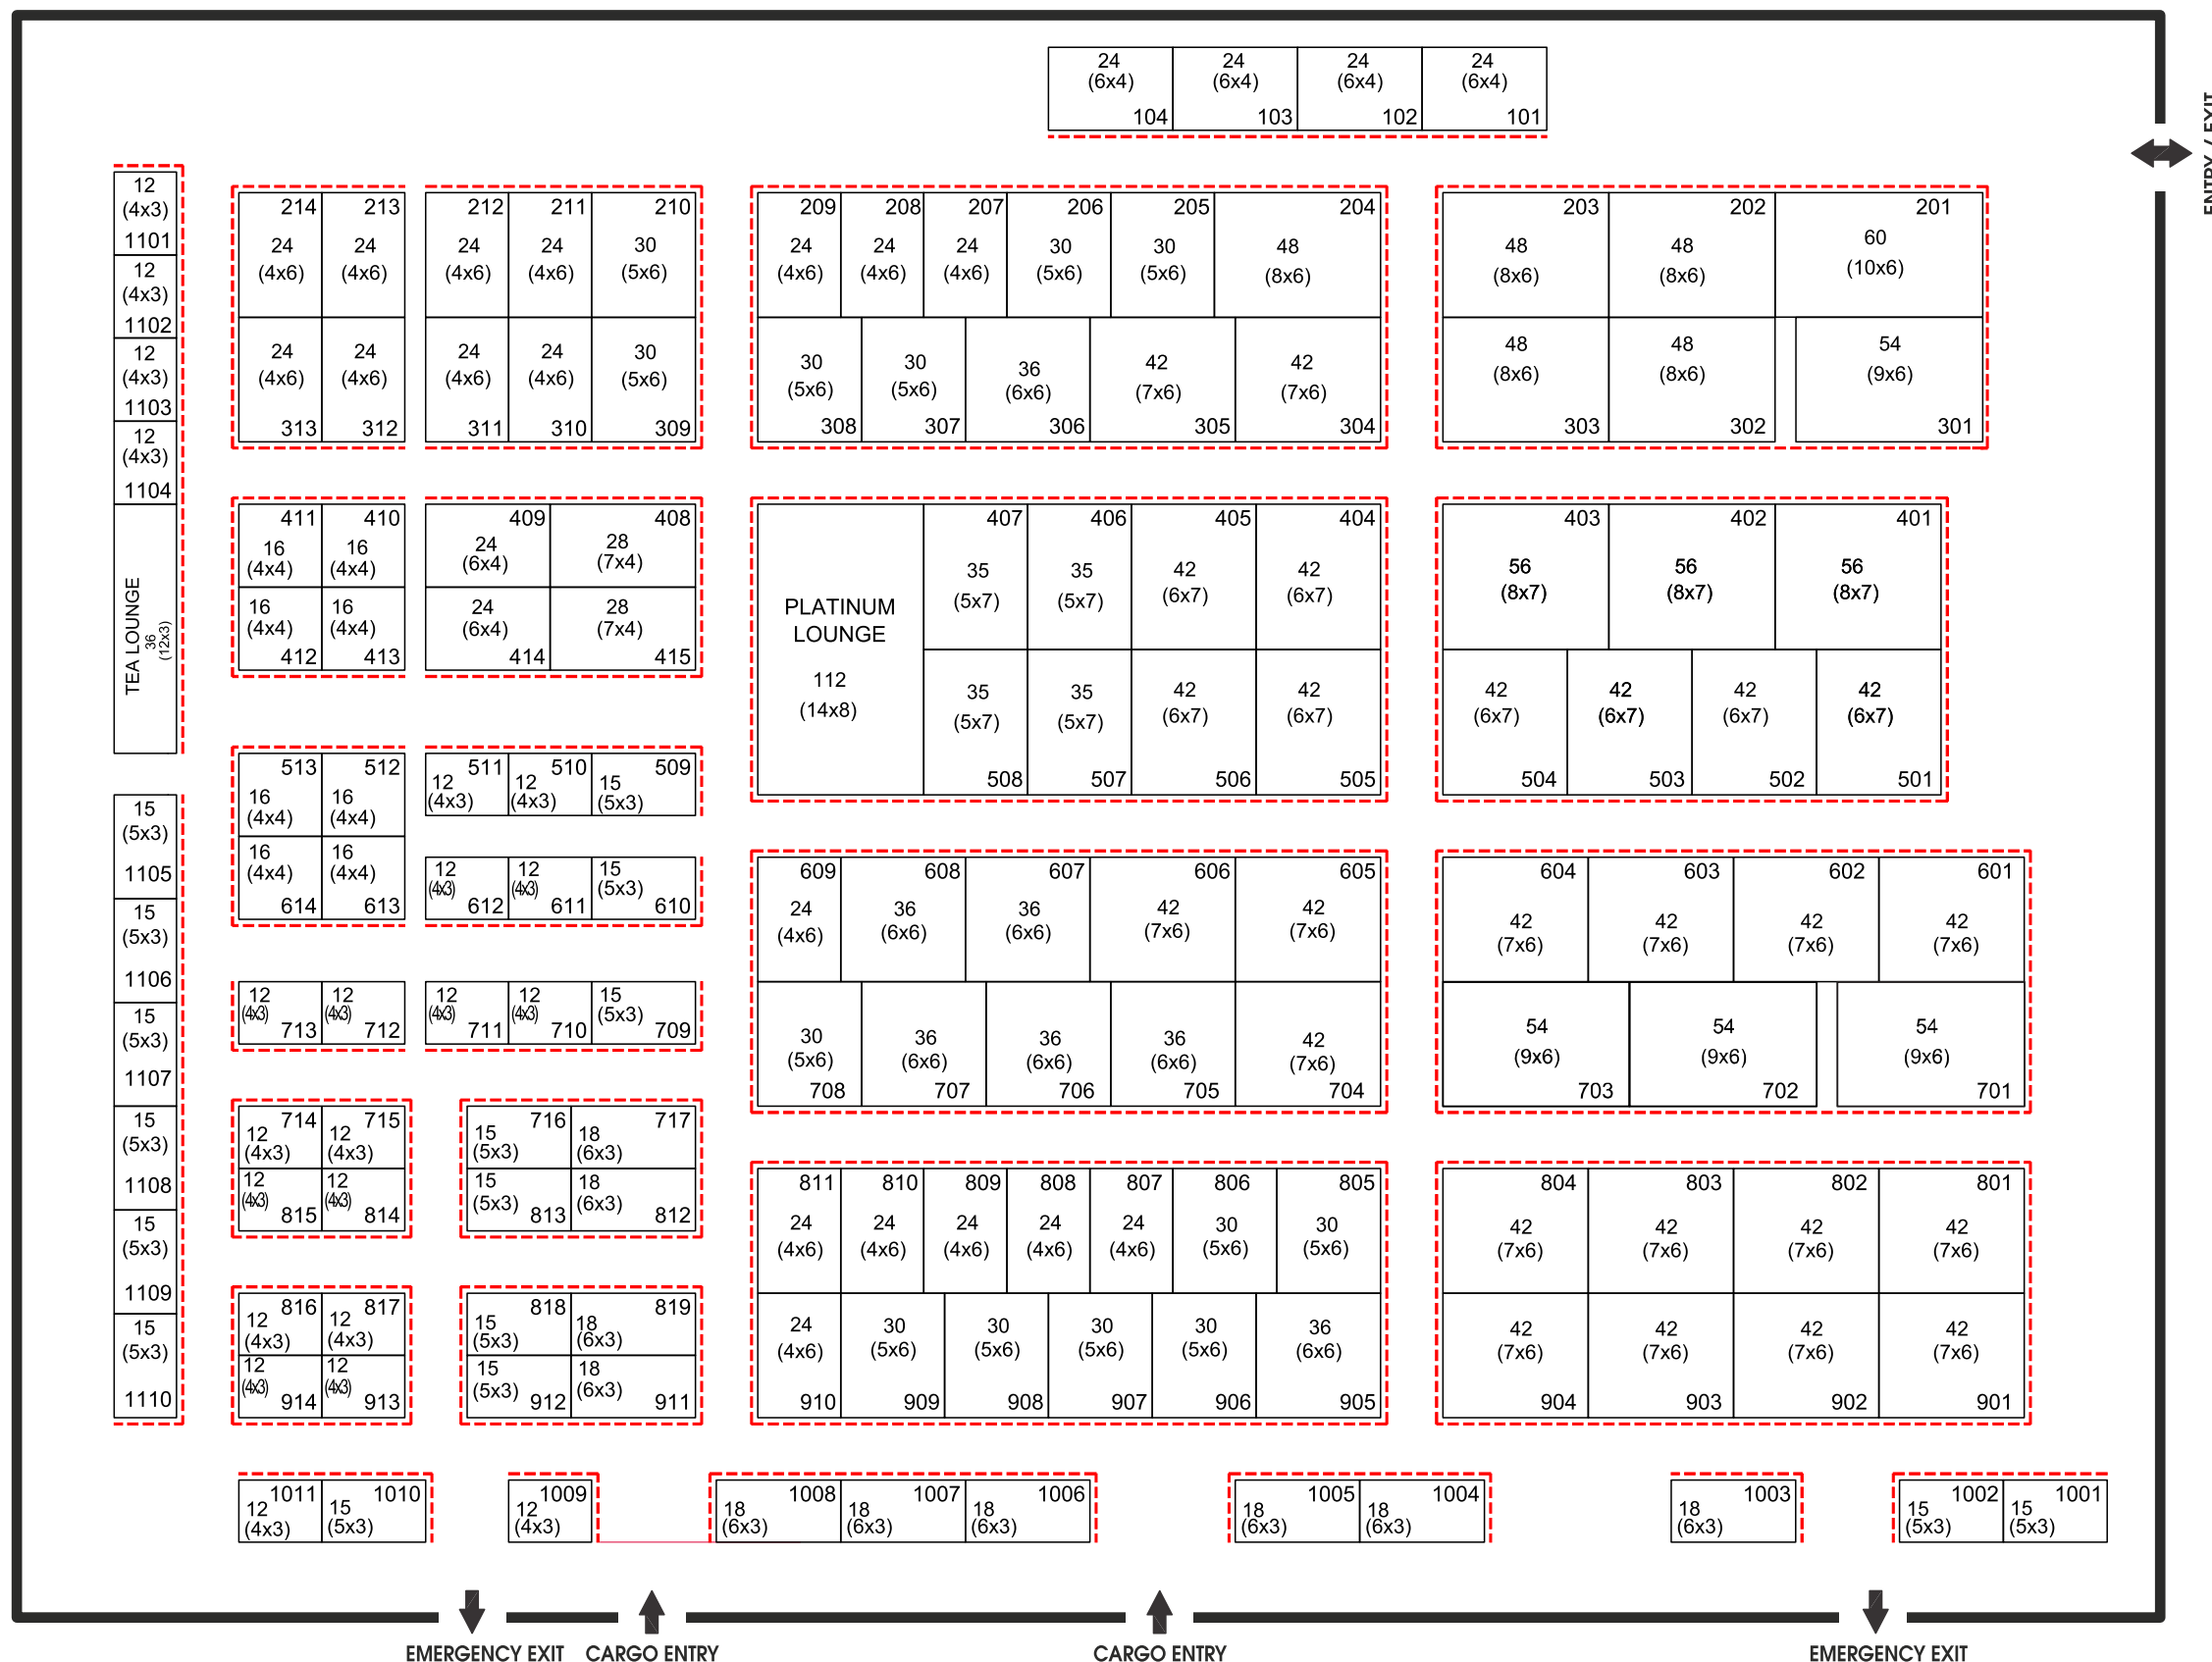 24 24 24 24
(6x4) (6x4) (6x4) (6x4)
104 103 102 101
ENTRY / EXIT
12
(4x3)
1101
12
(4x3)
1102
12
(4x3)
1103
12
(4x3)
1104
TEA LOUNGE
36
(12x3)
15
(5x3)
1105
15
(5x3)
1106
15
(5x3)
1107
15
(5x3)
1108
15
(5x3)
1109
15
(5x3)
1110
214 213 212 211 210
24 24 24 24 30
(4x6) (4x6) (4x6) (4x6) (5x6)
24 24 24 24 30
(4x6) (4x6) (4x6) (4x6) (5x6)
313 312 311 310 309
209 208 207 206 205 204
24 24 24 30 30 48
(4x6) (4x6) (4x6) (5x6) (5x6) (8x6)
30 30 36 42 42
(5x6) (5x6) (6x6) (7x6) (7x6)
308 307 306 305 304
203 202 201
48 48 60
(8x6) (8x6) (10x6)
48 48 54
(8x6) (8x6) (9x6)
303 302 301
411 410 409 408
16 16 24 28
(4x4) (4x4) (6x4) (7x4)
16 16 24 28
(4x4) (4x4) (6x4) (7x4)
412 413 414 415
PLATINUM
LOUNGE
112
(14x8)
407 406 405 404
35 35 42 42
(5x7) (5x7) (6x7) (6x7)
35 35 42 42
(5x7) (5x7) (6x7) (6x7)
508 507 506 505
403 402 401
56 56 56
(8x7) (8x7) (8x7)
42 42 42 42
(6x7) (6x7) (6x7) (6x7)
504 503 502 501
513 512 511 510 509
16 16 12 12 15
(4x4) (4x4) (4x3) (4x3) (5x3)
16 16 12 12 15
(4x4) (4x4) (4x3) (4x3) (5x3)
614 613 612 611 610
12 12 12 12 15
(4x3) (4x3) (4x3) (4x3) (5x3)
713 712 711 710 709
609 608 607 606 605
24 36 36 42 42
(4x6) (6x6) (6x6) (7x6) (7x6)
30 36 36 36 42
(5x6) (6x6) (6x6) (6x6) (7x6)
708 707 706 705 704
604 603 602 601
42 42 42 42
(7x6) (7x6) (7x6) (7x6)
54 54 54
(9x6) (9x6) (9x6)
703 702 701
714 715 716 717
12 12 15 18
(4x3) (4x3) (5x3) (6x3)
12 12 15 18
(4x3) (4x3) (5x3) (6x3)
815 814 813 812
816 817 818 819
12 12 15 18
(4x3) (4x3) (5x3) (6x3)
12 12 15 18
(4x3) (4x3) (5x3) (6x3)
914 913 912 911
811 810 809 808 807 806 805
24 24 24 24 24 30 30
(4x6) (4x6) (4x6) (4x6) (4x6) (5x6) (5x6)
24 30 30 30 30 36
(4x6) (5x6) (5x6) (5x6) (5x6) (6x6)
910 909 908 907 906 905
804 803 802 801
42 42 42 42
(7x6) (7x6) (7x6) (7x6)
42 42 42 42
(7x6) (7x6) (7x6) (7x6)
904 903 902 901
1011 1010 1009 1008 1007 1006 1005 1004 1003 1002 1001
12 15 12 18 18 18 18 18 18 15 15
(4x3) (5x3) (4x3) (6x3) (6x3) (6x3) (6x3) (6x3) (6x3) (5x3) (5x3)
EMERGENCY EXIT CARGO ENTRY CARGO ENTRY EMERGENCY EXIT